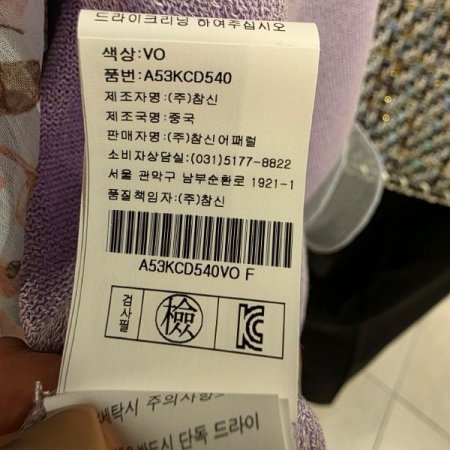 드라이크리닝 하여주십시오
색상:VO
품번:A53KCD540
제조자명:(주)참신
제조국명:중국
판매자명:(주)참신어패럴
소비자상담실:(031)5177-8822
서울 관악구 남부순환로 1921-1
품질책임자:(주)참신
A53KCD540VO F
검사필
檢
KC
세탁시 주의사항
반드시 단독 드라이